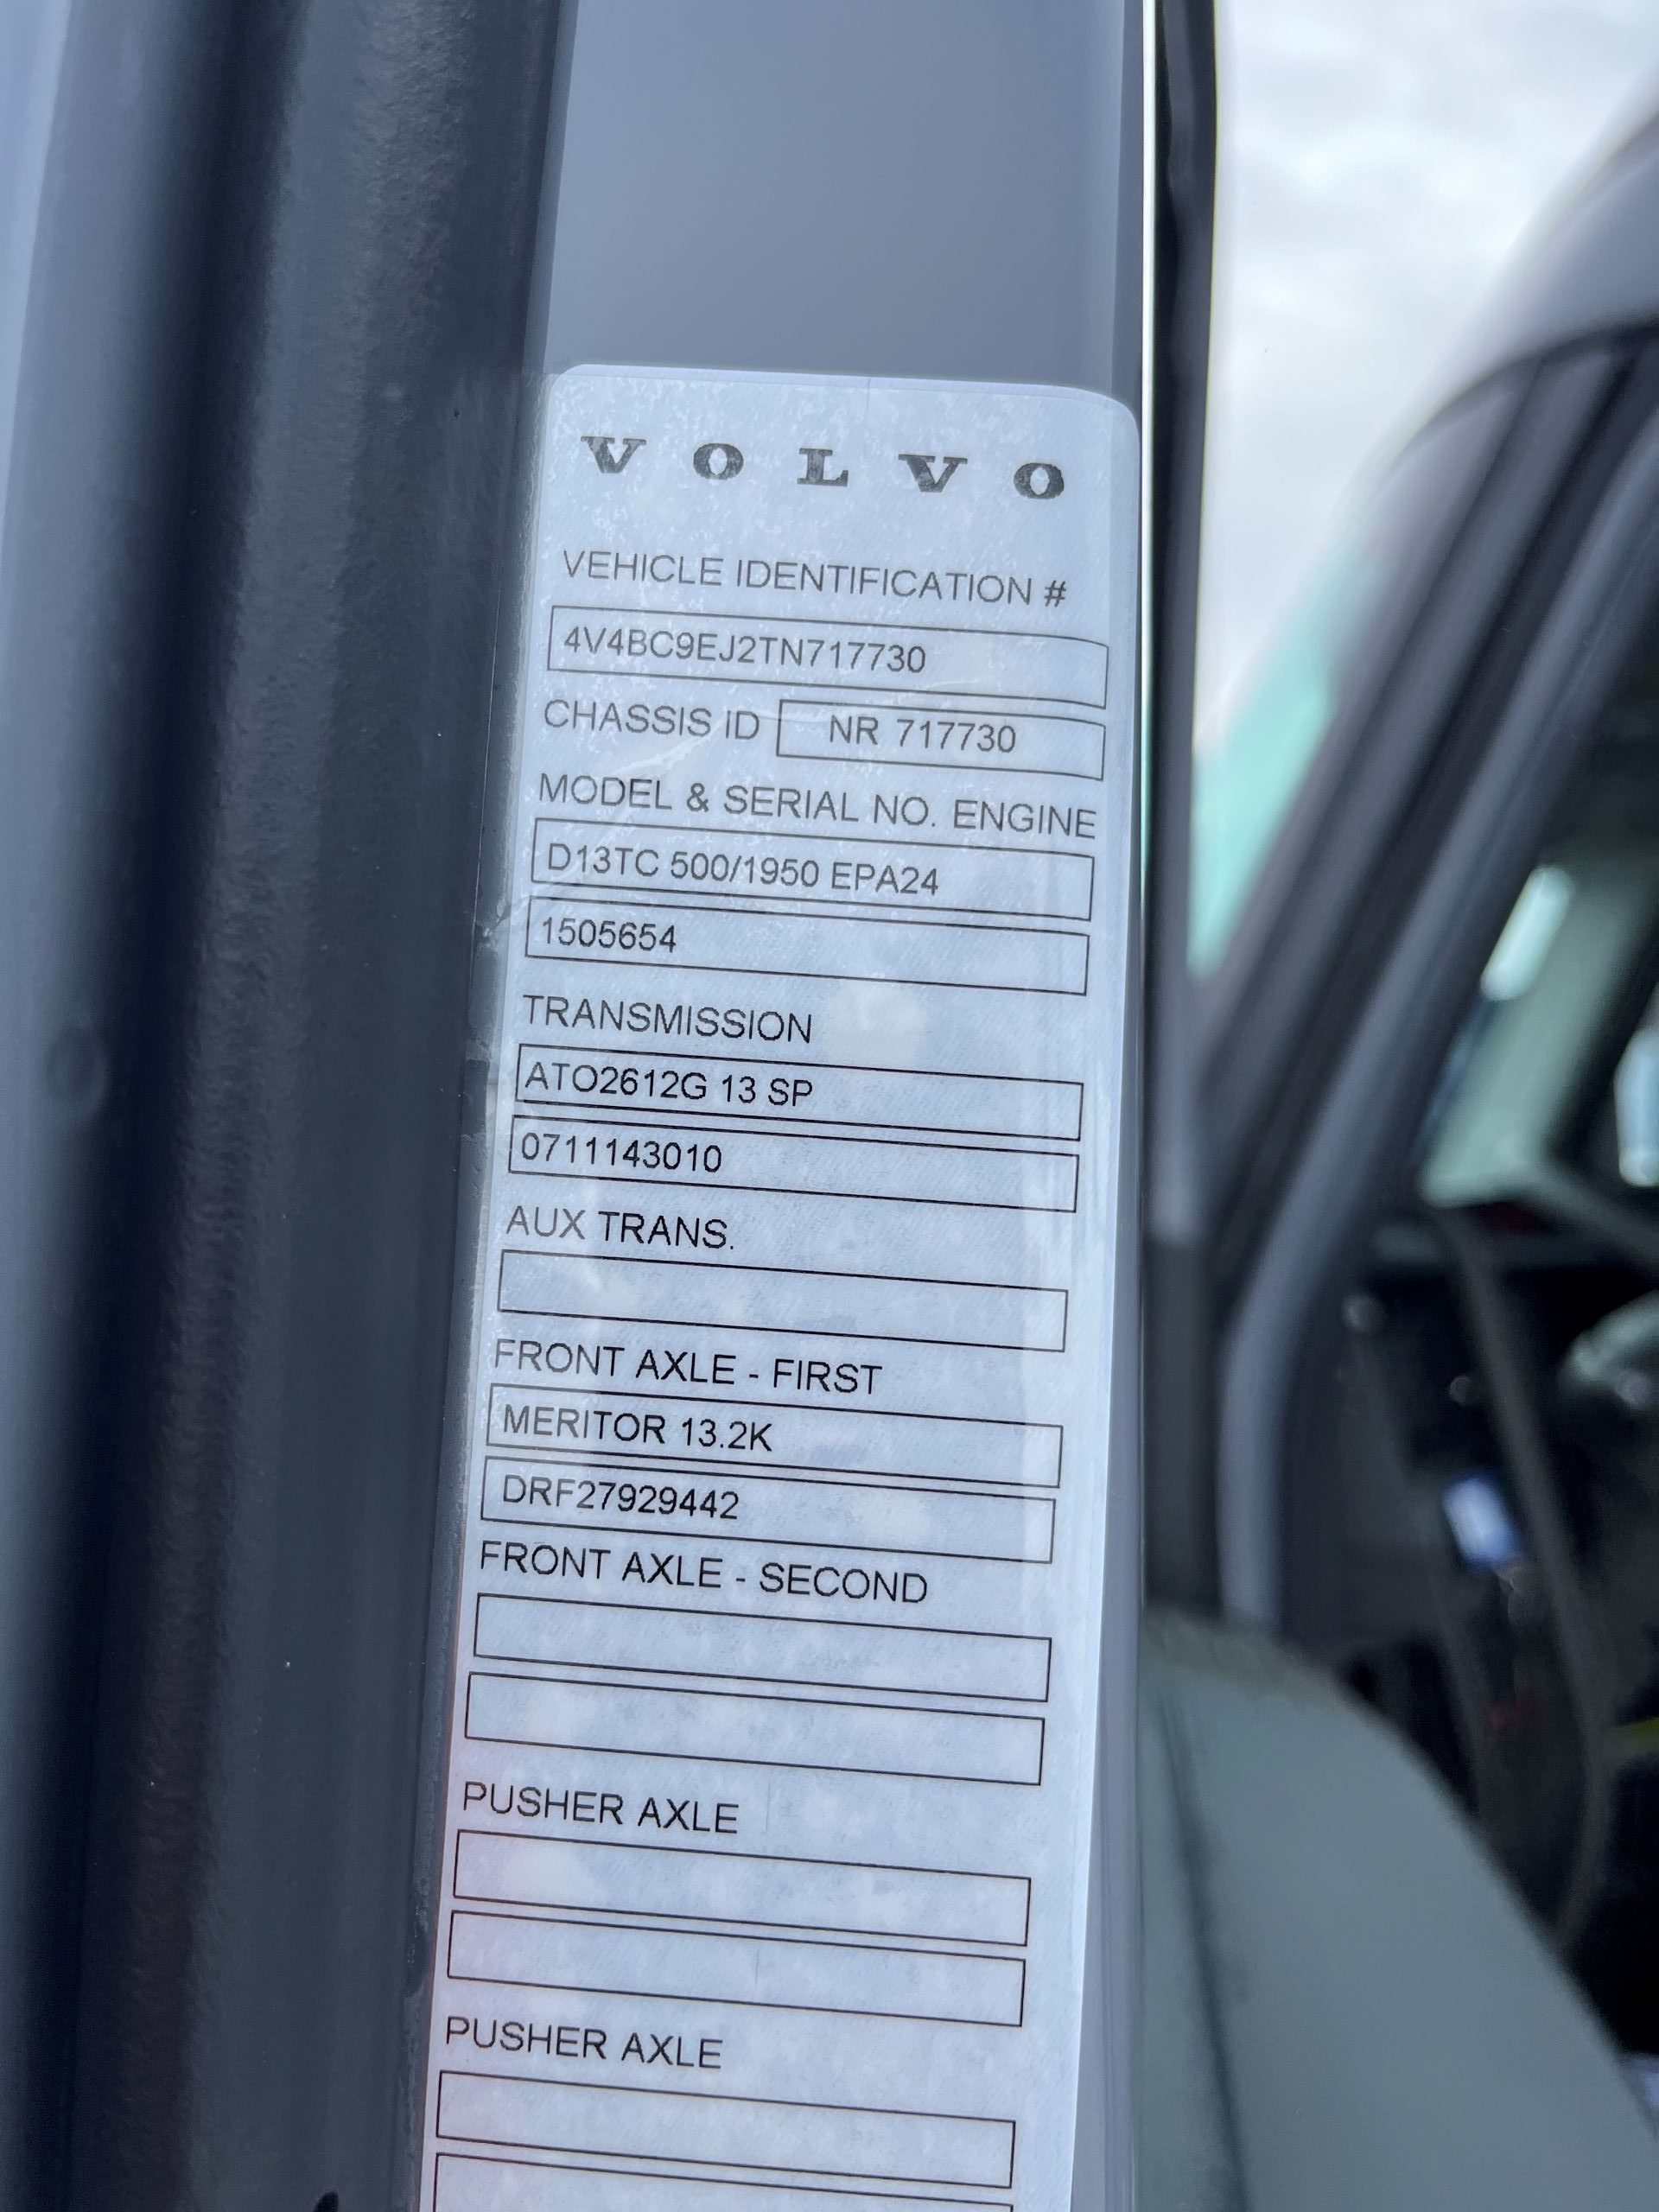 VOLVO
VEHICLE IDENTIFICATION #
4V4BC9EJ2TN717730
CHASSIS ID NR 717730
MODEL & SERIAL NO. ENGINE
D13TC 500/1950 EPA24
1505654
TRANSMISSION
ATO2612G 13 SP
0711143010
AUX TRANS.
FRONT AXLE - FIRST
MERITOR 13.2K
DRF27929442
FRONT AXLE - SECOND
PUSHER AXLE
PUSHER AXLE